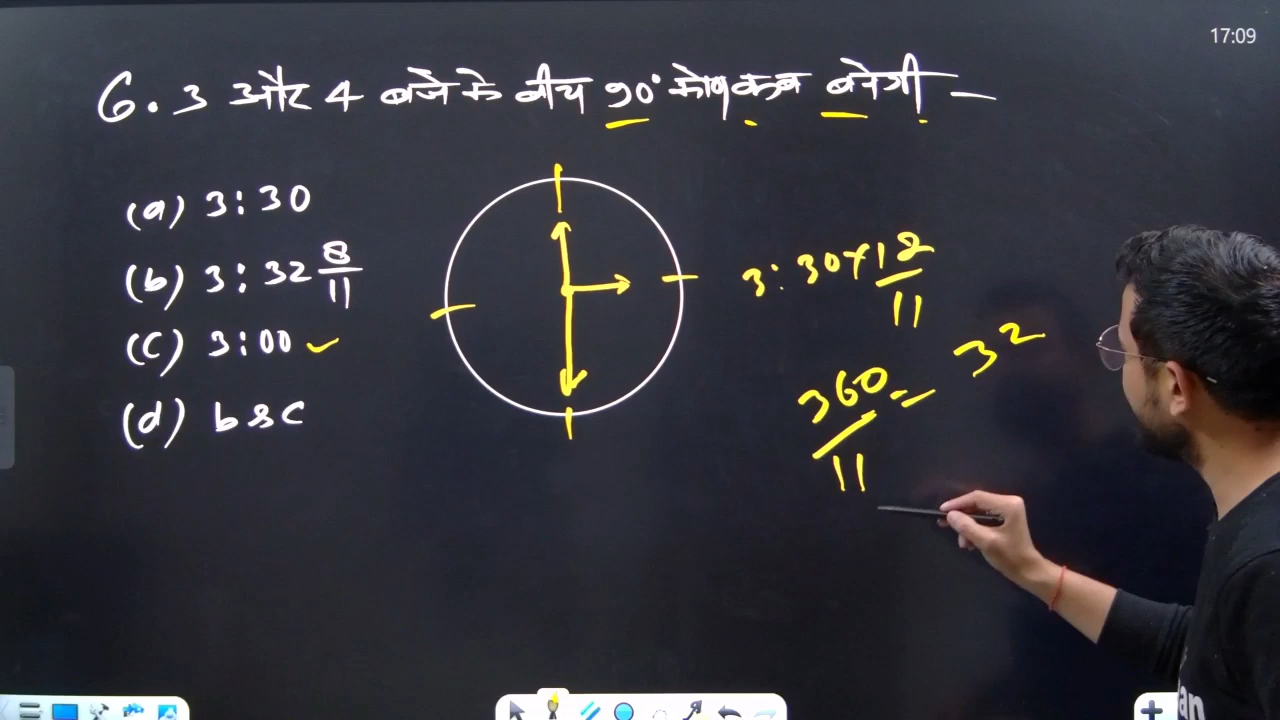 17:09
6. 3 और 4 बजे के बीच 90° कोण कब बनेगी -
(a) 3:30
(b) 3:32 8/11
(c) 3:00 ✓
(d) b & c
3:30×12/11
360/11 = 32
an